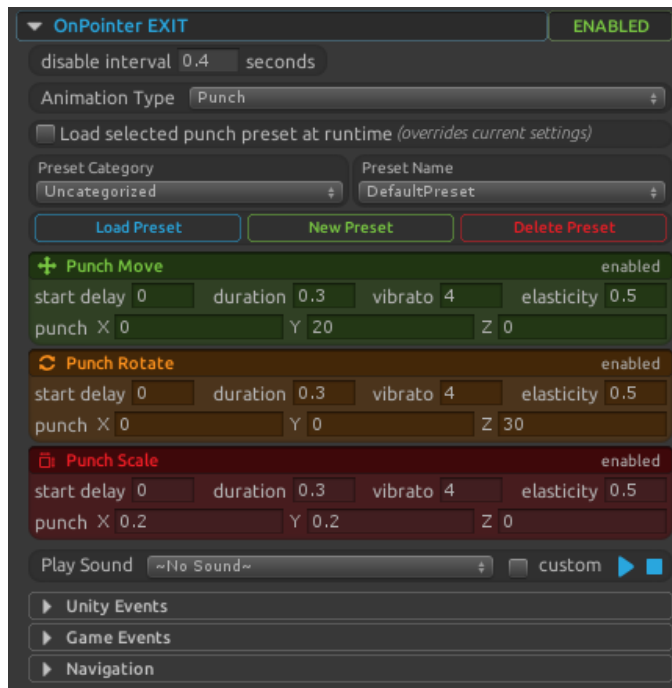 OnPointer EXIT ENABLED
disable interval 0.4 seconds
Animation Type Punch
Load selected punch preset at runtime (overrides current settings)
Preset Category Preset Name
Uncategorized DefaultPreset
Load Preset New Preset Delete Preset
Punch Move enabled
start delay 0 duration 0.3 vibrato 4 elasticity 0.5
punch X 0 Y 20 Z 0
Punch Rotate enabled
start delay 0 duration 0.3 vibrato 4 elasticity 0.5
punch X 0 Y 0 Z 30
Punch Scale enabled
start delay 0 duration 0.3 vibrato 4 elasticity 0.5
punch X 0.2 Y 0.2 Z 0
Play Sound ~No Sound~ custom
Unity Events
Game Events
Navigation